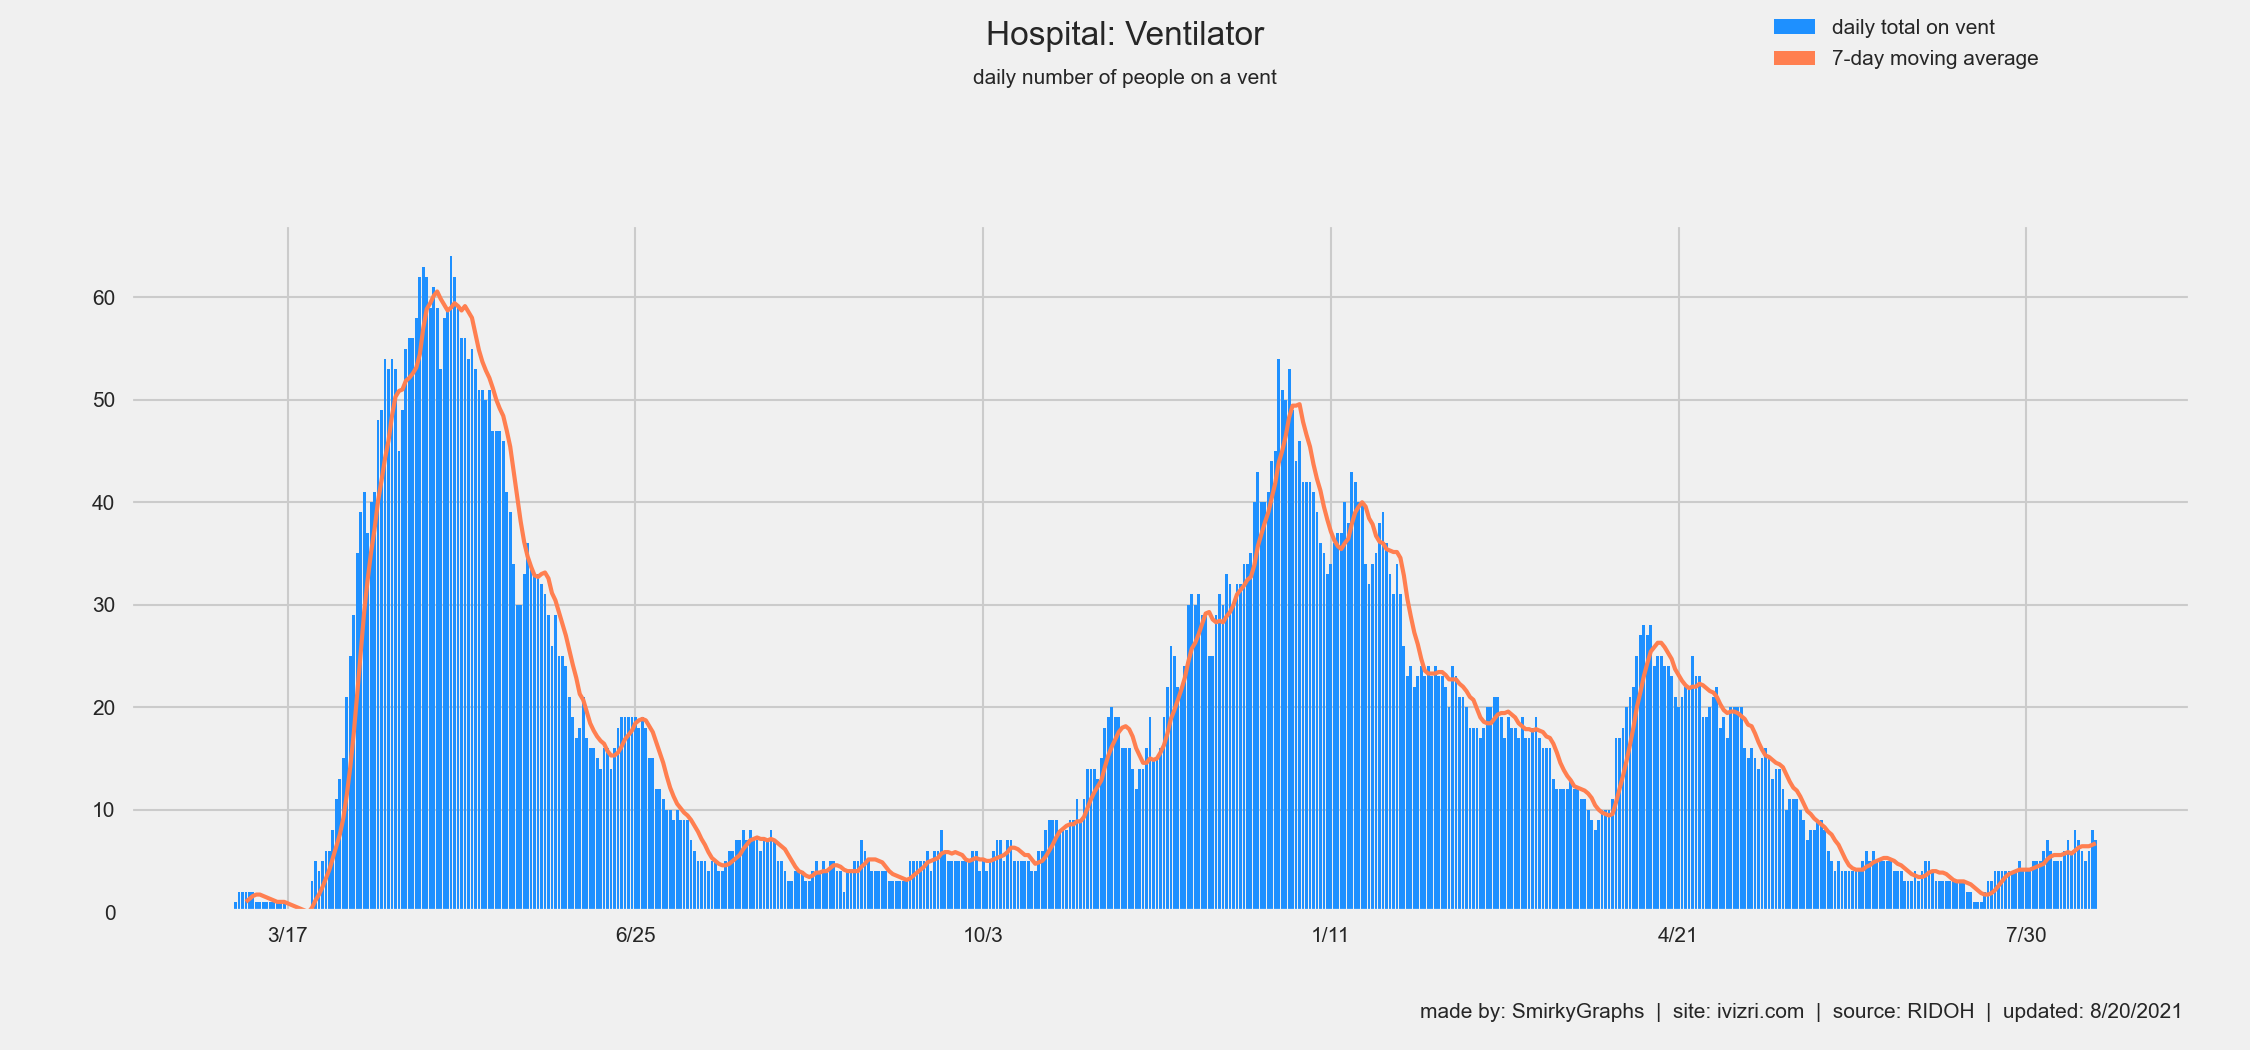 Hospital: Ventilator
daily number of people on a vent
daily total on vent
7-day moving average
60
50
40
30
20
10
0
3/17 6/25 10/3 1/11 4/21 7/30
made by: SmirkyGraphs | site: ivizri.com | source: RIDOH | updated: 8/20/2021